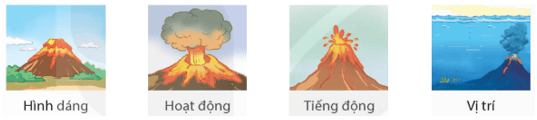 Hình dáng
Hoạt động
Tiếng động
Vị trí